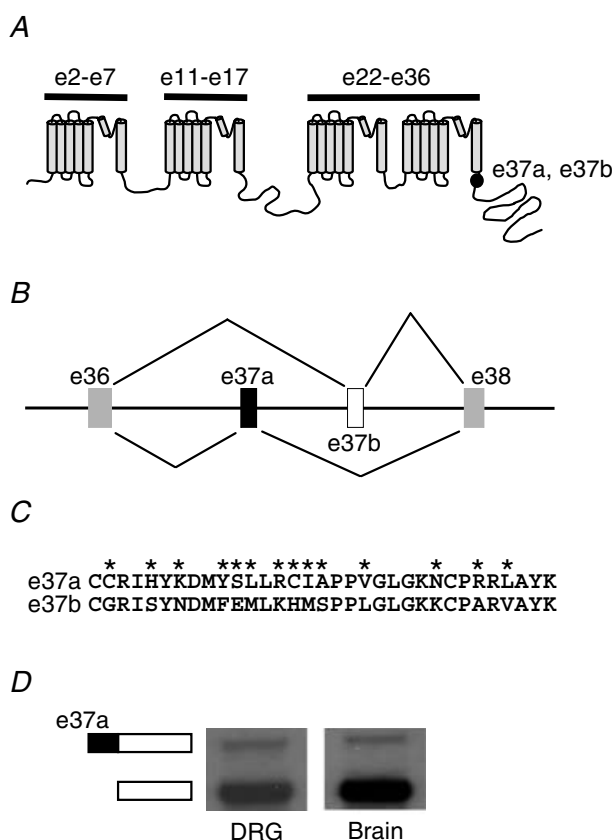 A
e2-e7 e11-e17 e22-e36
e37a, e37b
B
e36 e37a e38
e37b
C
* * * *** **** * * * *
e37a CCRIHYKDMYSLLRCIAPPVGLGKNCPRRLAYK
e37b CGRISYNDMFEMLKHMSPPLGLGKKCPARVAYK
D
e37a
DRG Brain